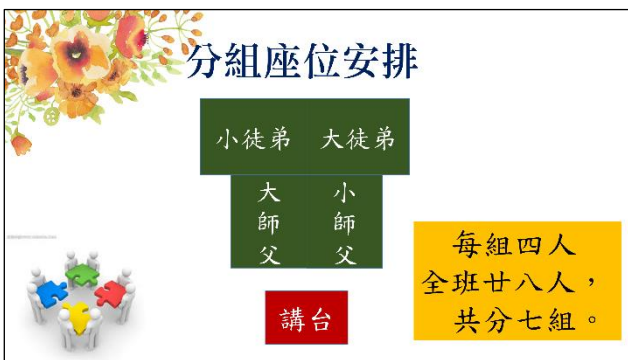 分組座位安排
小徒弟 大徒弟
大師父
小師父
講台
每組四人
全班廿八人，
共分七組。